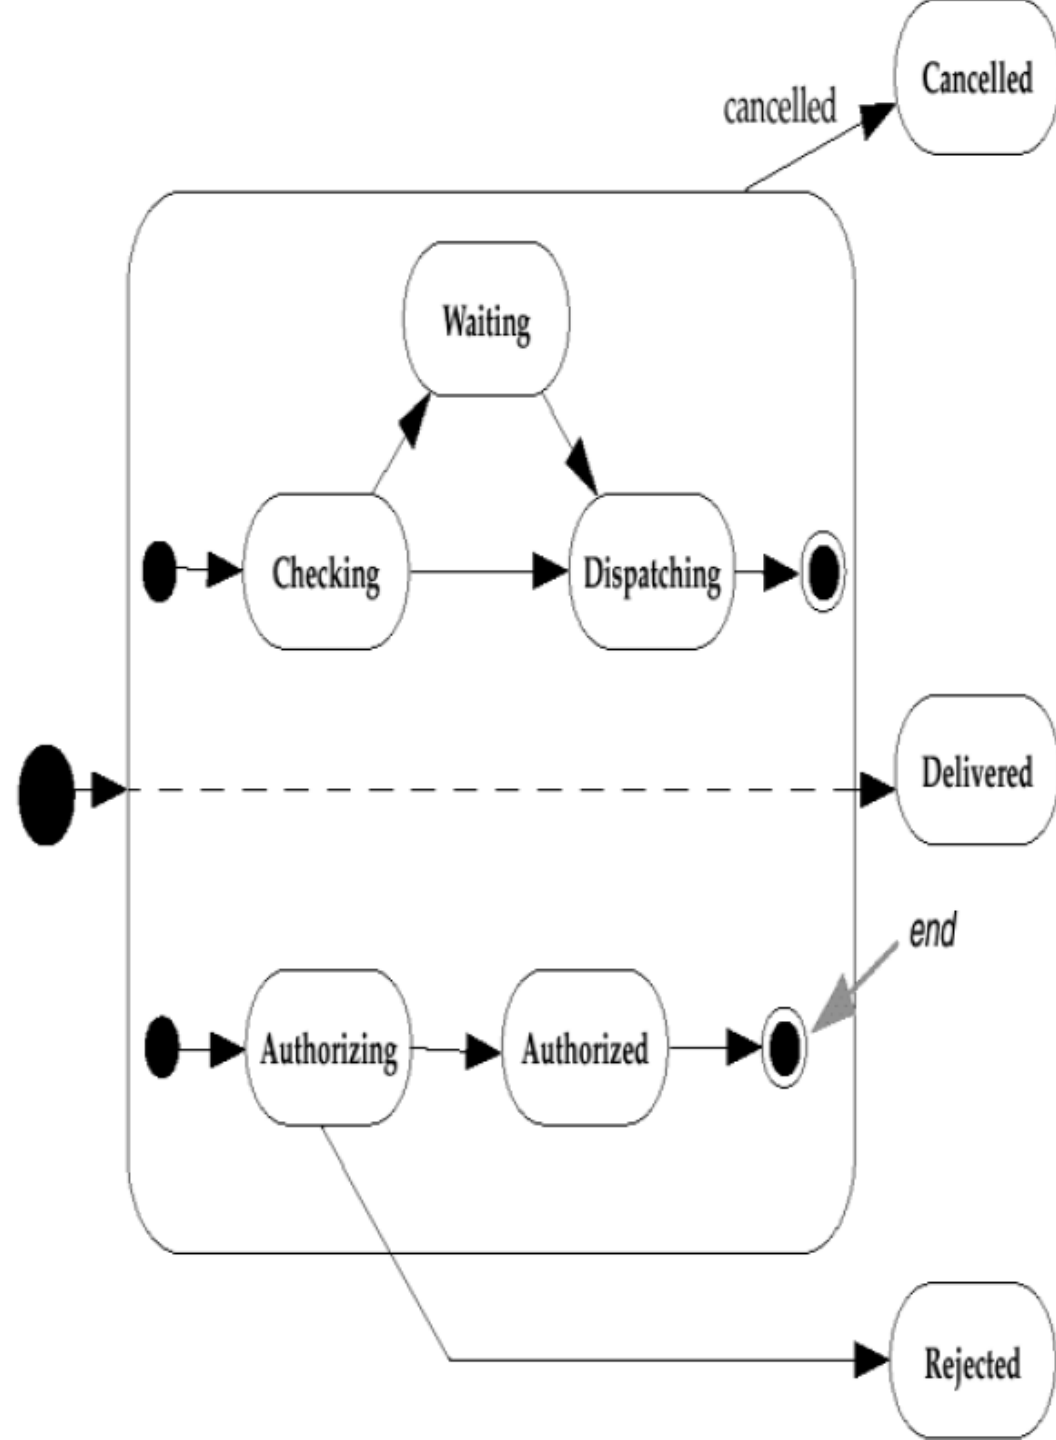 Cancelled
cancelled
Waiting
Checking
Dispatching
Delivered
end
Authorizing
Authorized
Rejected